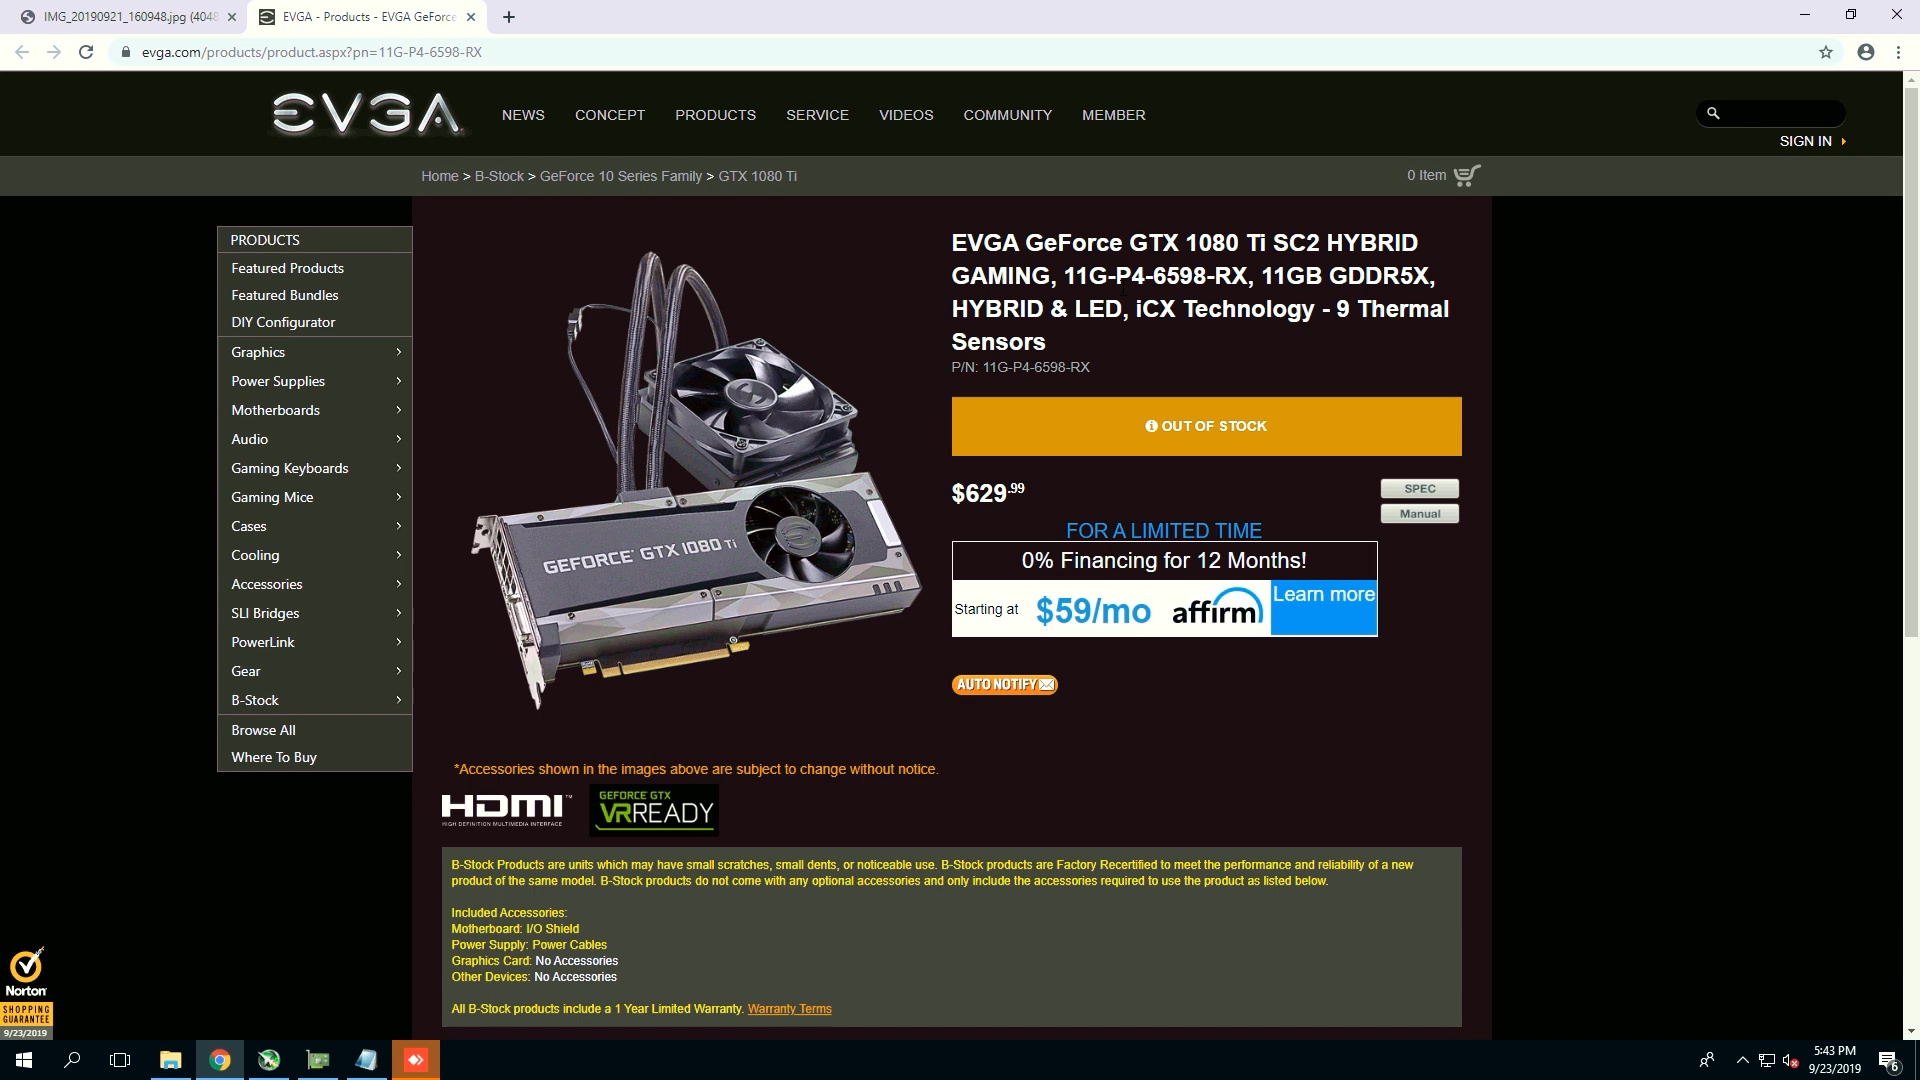 IMG_20190921_160948.jpg (4048
EVGA - Products - EVGA GeForce
evga.com/products/product.aspx?pn=11G-P4-6598-RX
EVGA
NEWS
CONCEPT
PRODUCTS
SERVICE
VIDEOS
COMMUNITY
MEMBER
SIGN IN
Home > B-Stock > GeForce 10 Series Family > GTX 1080 Ti
0 Item
PRODUCTS
Featured Products
Featured Bundles
DIY Configurator
Graphics
Power Supplies
Motherboards
Audio
Gaming Keyboards
Gaming Mice
Cases
Cooling
Accessories
SLI Bridges
PowerLink
Gear
B-Stock
Browse All
Where To Buy
GEFORCE GTX 1080 Ti
EVGA GeForce GTX 1080 Ti SC2 HYBRID
GAMING, 11G-P4-6598-RX, 11GB GDDR5X,
HYBRID & LED, iCX Technology - 9 Thermal
Sensors
P/N: 11G-P4-6598-RX
OUT OF STOCK
$629.99
SPEC
Manual
FOR A LIMITED TIME
0% Financing for 12 Months!
Starting at
$59/mo
affirm
Learn more
AUTO NOTIFY
*Accessories shown in the images above are subject to change without notice.
HDMI™
HIGH DEFINITION MULTIMEDIA INTERFACE
GEFORCE GTX
VRREADY
B-Stock Products are units which may have small scratches, small dents, or noticeable use. B-Stock products are Factory Recertified to meet the performance and reliability of a new
product of the same model. B-Stock products do not come with any optional accessories and only include the accessories required to use the product as listed below.
Included Accessories:
Motherboard: I/O Shield
Power Supply: Power Cables
Graphics Card: No Accessories
Other Devices: No Accessories
All B-Stock products include a 1 Year Limited Warranty. Warranty Terms
Norton
SHOPPING
GUARANTEE
9/23/2019
5:43 PM
9/23/2019
6